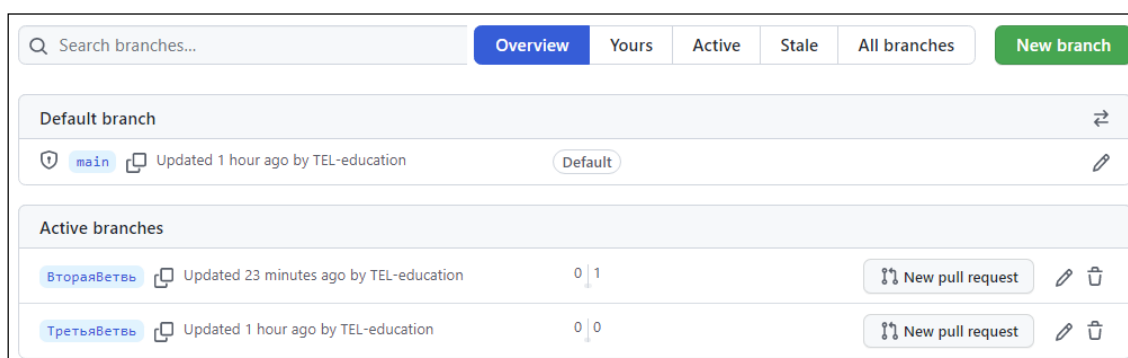 Search branches... Overview Yours Active Stale All branches New branch
Default branch
main Updated 1 hour ago by TEL-education Default
Active branches
ВтораяВетвь Updated 23 minutes ago by TEL-education 0 1 New pull request
ТретьяВетвь Updated 1 hour ago by TEL-education 0 0 New pull request